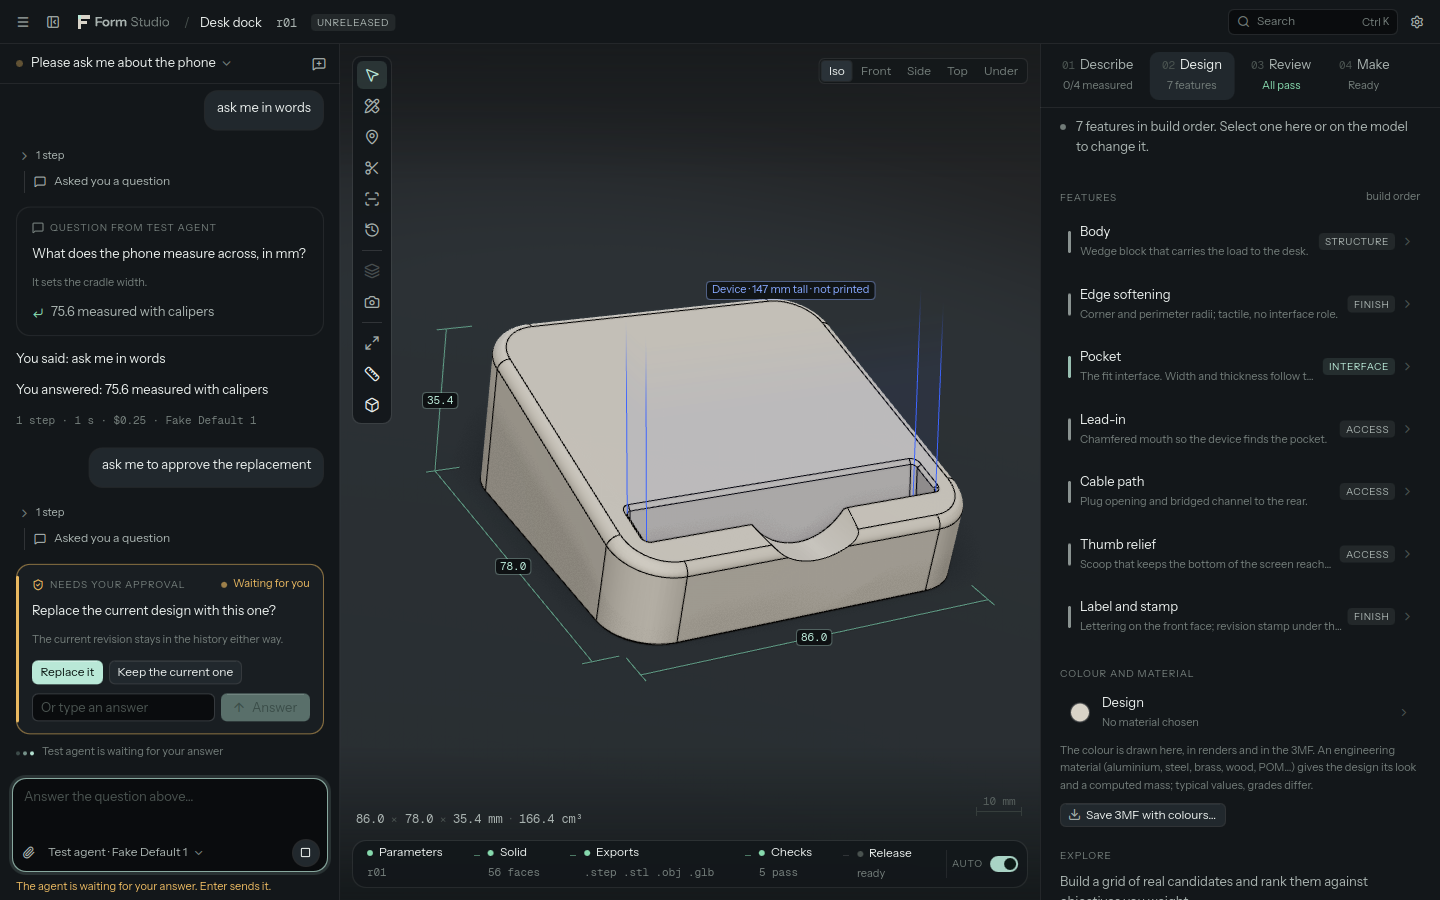 Form Studio / Desk dock r01 UNRELEASED
Search Ctrl K
Please ask me about the phone
ask me in words
1 step
Asked you a question
QUESTION FROM TEST AGENT
What does the phone measure across, in mm?
It sets the cradle width.
75.6 measured with calipers
You said: ask me in words
You answered: 75.6 measured with calipers
1 step · 1 s · $0.25 · Fake Default 1
ask me to approve the replacement
1 step
Asked you a question
NEEDS YOUR APPROVAL Waiting for you
Replace the current design with this one?
The current revision stays in the history either way.
Replace it Keep the current one
Or type an answer Answer
Test agent is waiting for your answer
Answer the question above...
Test agent · Fake Default 1
The agent is waiting for your answer. Enter sends it.
Iso Front Side Top Under
Device · 147 mm tall · not printed
35.4
78.0
86.0
10 mm
86.0 × 78.0 × 35.4 mm · 166.4 cm³
Parameters Solid Exports Checks Release
r01 56 faces .step .stl .obj .glb 5 pass ready
AUTO
01 Describe 02 Design 03 Review 04 Make
0/4 measured 7 features All pass Ready
7 features in build order. Select one here or on the model
to change it.
FEATURES build order
Body
Wedge block that carries the load to the desk. STRUCTURE
Edge softening
Corner and perimeter radii; tactile, no interface role. FINISH
Pocket
The fit interface. Width and thickness follow t... INTERFACE
Lead-in
Chamfered mouth so the device finds the pocket. ACCESS
Cable path
Plug opening and bridged channel to the rear. ACCESS
Thumb relief
Scoop that keeps the bottom of the screen reach... ACCESS
Label and stamp
Lettering on the front face; revision stamp under th... FINISH
COLOUR AND MATERIAL
Design
No material chosen
The colour is drawn here, in renders and in the 3MF. An engineering
material (aluminium, steel, brass, wood, POM...) gives the design its look
and a computed mass; typical values, grades differ.
Save 3MF with colours...
EXPLORE
Build a grid of real candidates and rank them against
objectives you weight.